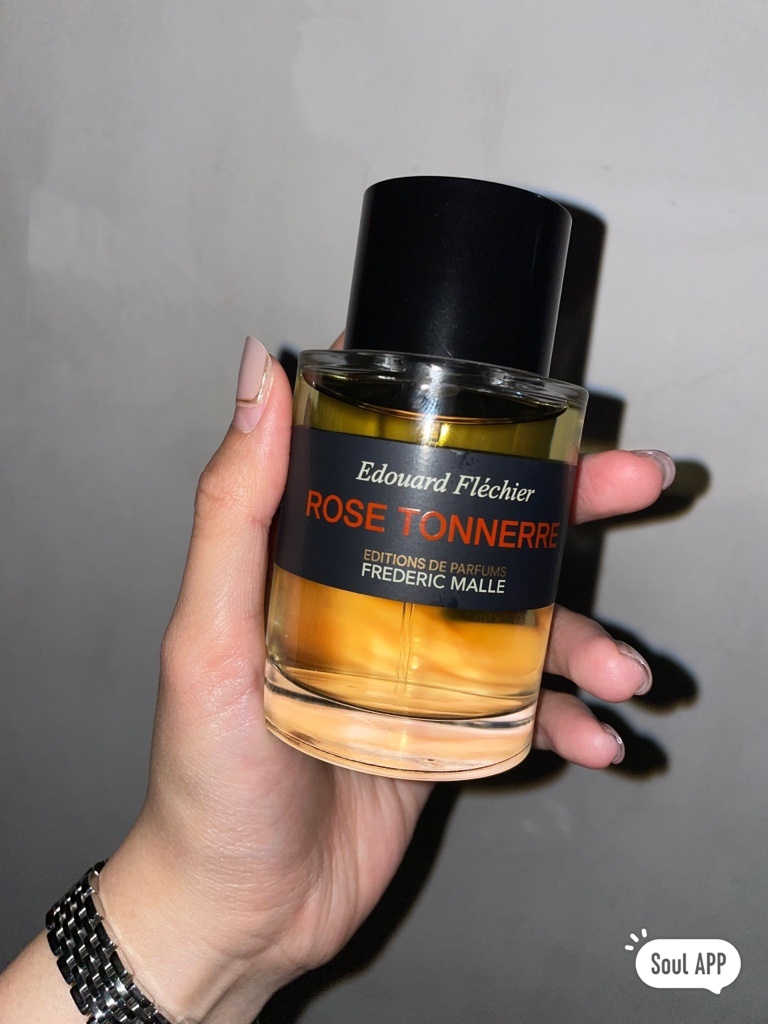 Edouard Fléchier
ROSE TONNERRE
EDITIONS DE PARFUMS
FREDERIC MALLE
Soul APP